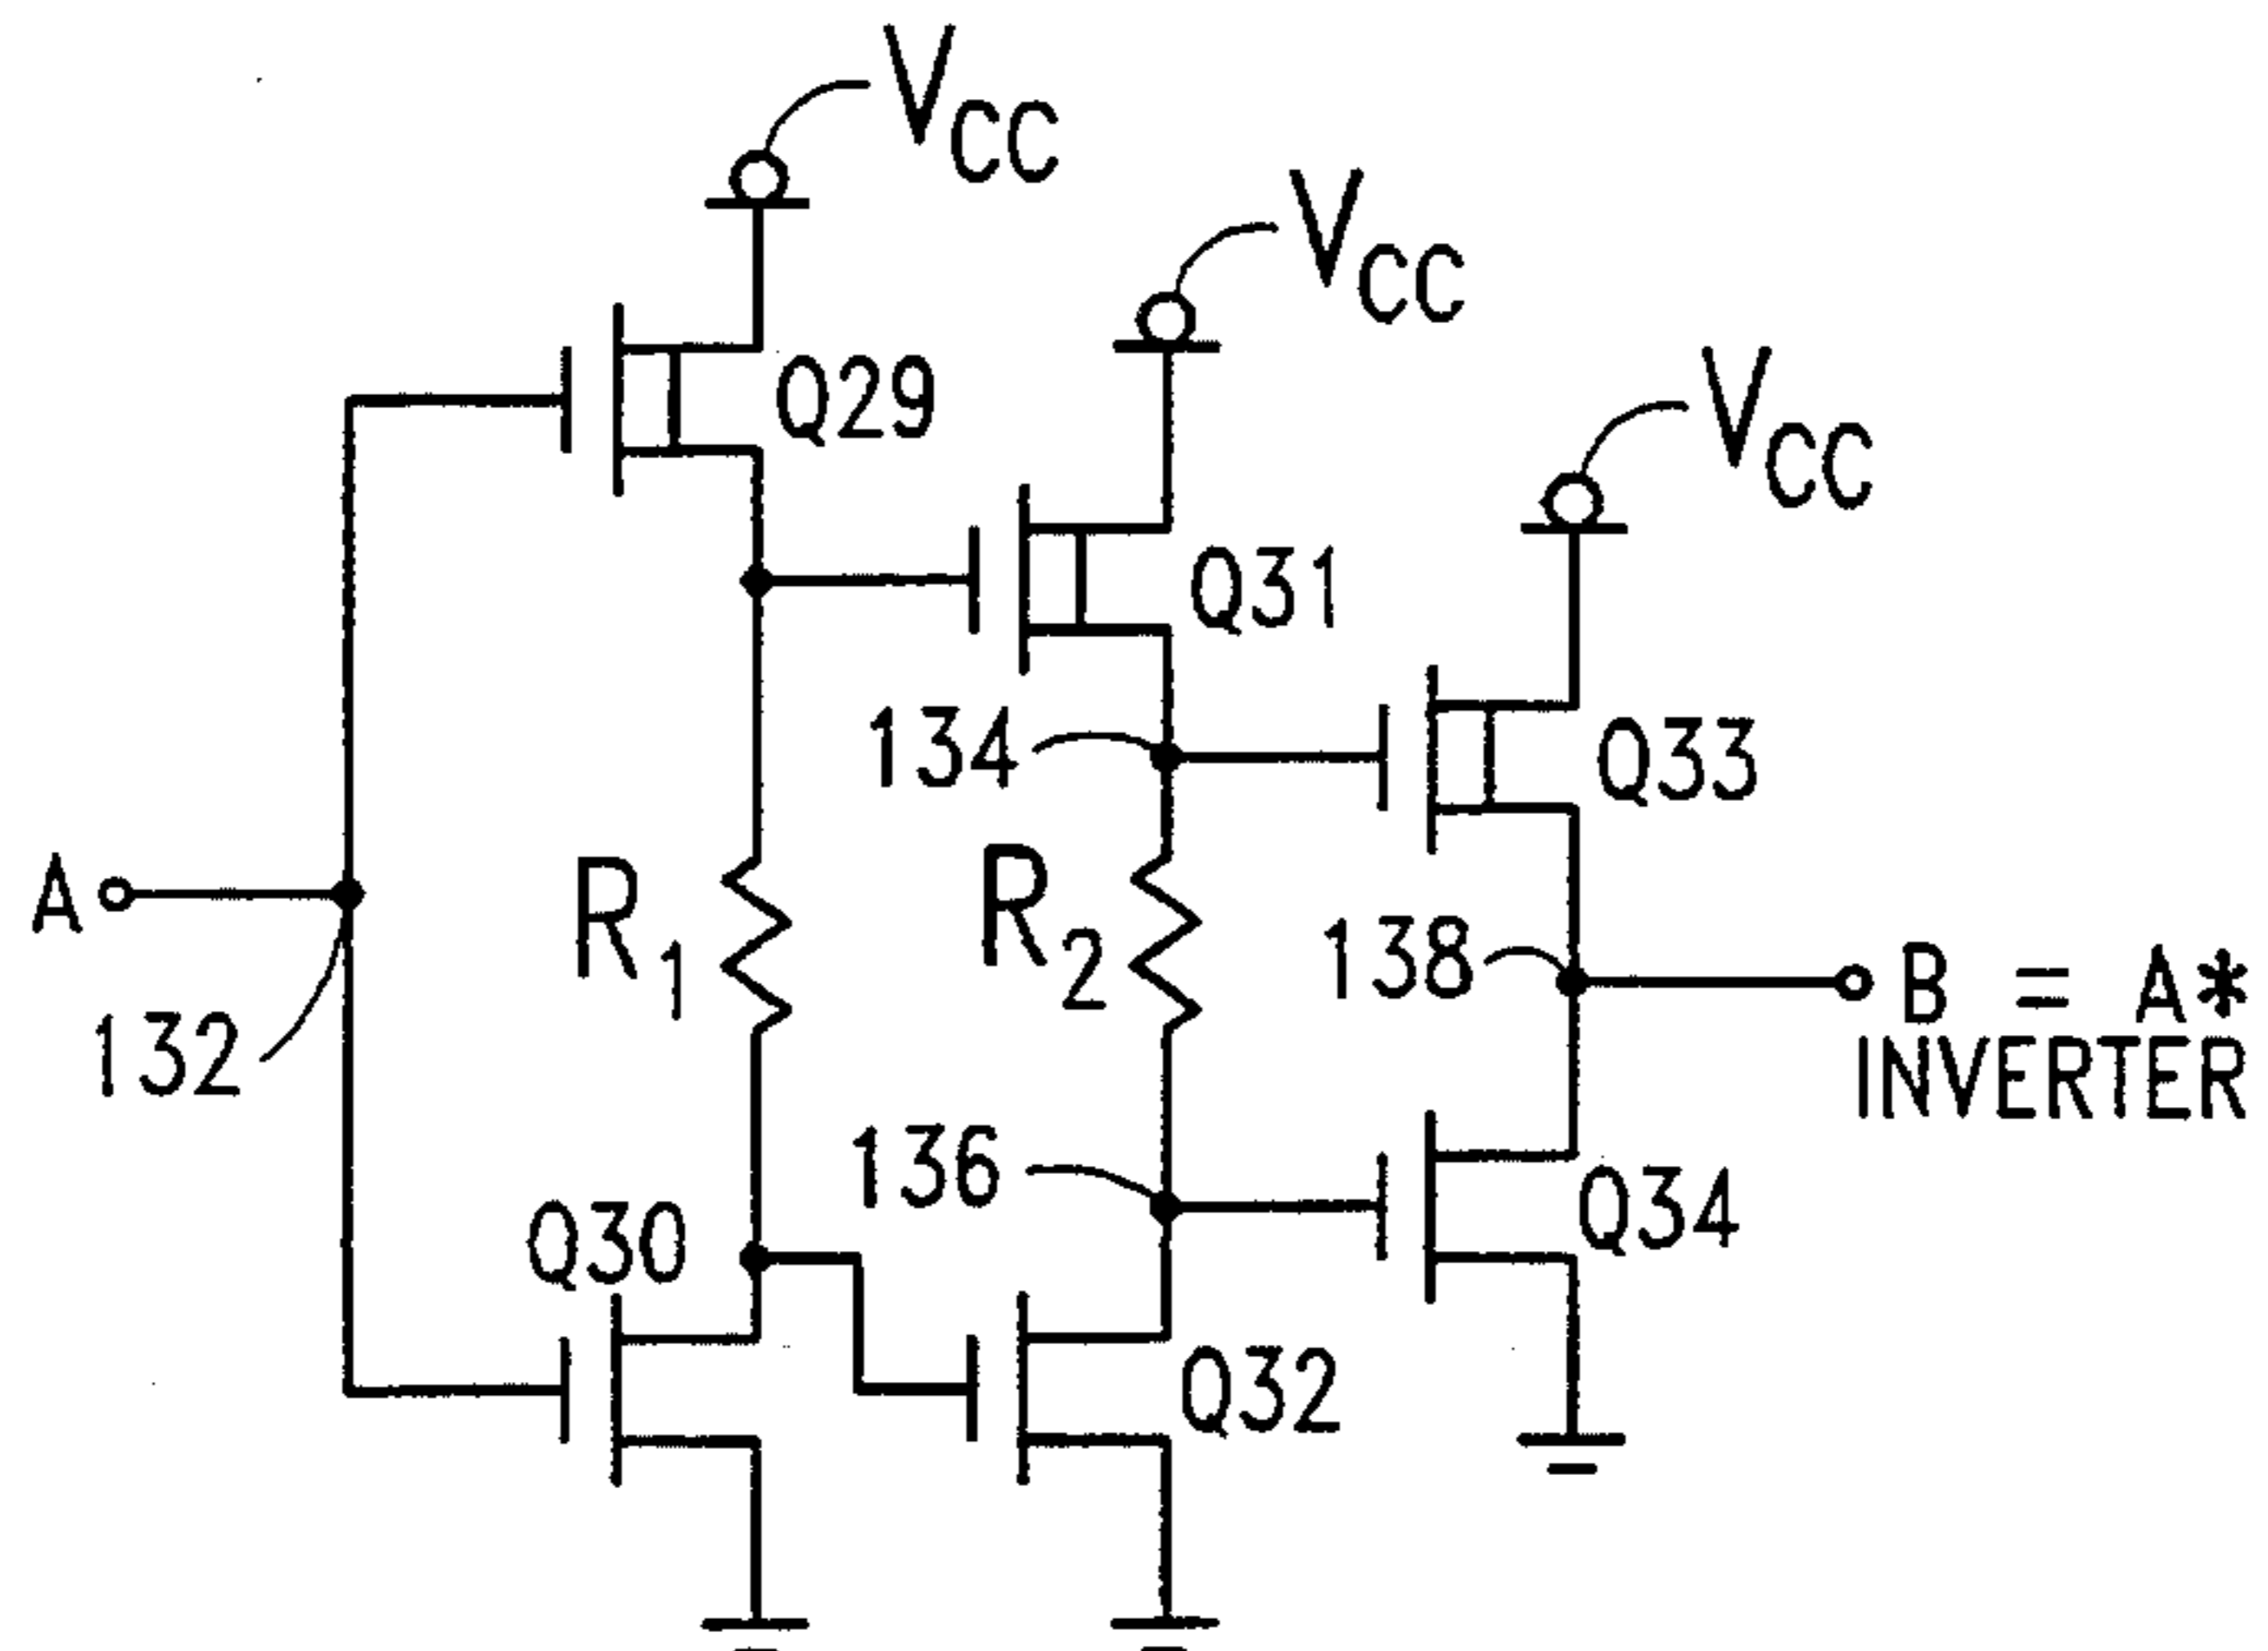 VCC
VCC
VCC
Q29
Q31
134
Q33
A
R1
R2
138
B = A*
INVERTER
132
136
Q30
Q34
Q32